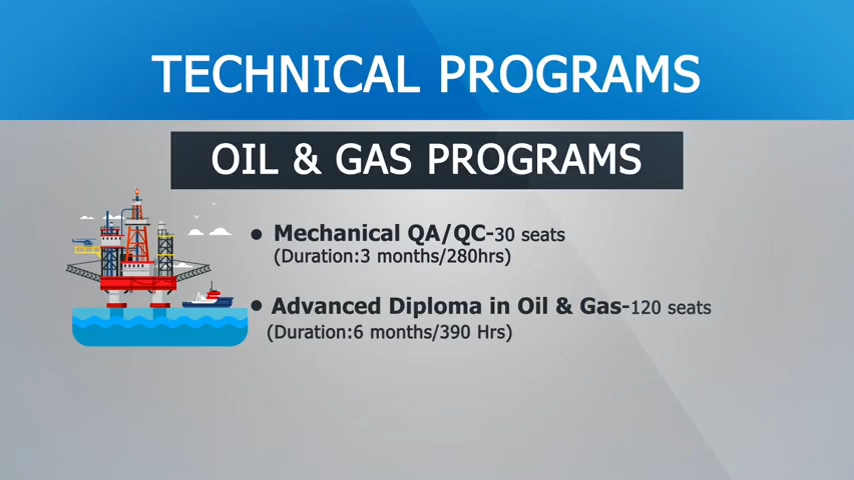 TECHNICAL PROGRAMS
OIL & GAS PROGRAMS
• Mechanical QA/QC-30 seats
(Duration:3 months/280hrs)
• Advanced Diploma in Oil & Gas-120 seats
(Duration:6 months/390 Hrs)